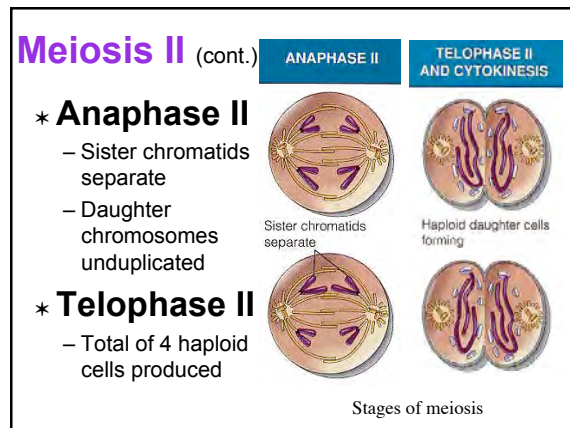 Meiosis II (cont.)
* Anaphase II
– Sister chromatids
separate
– Daughter
chromosomes
unduplicated
* Telophase II
– Total of 4 haploid
cells produced
ANAPHASE II
TELOPHASE II
AND CYTOKINESIS
Sister chromatids
separate
Haploid daughter cells
forming
Stages of meiosis